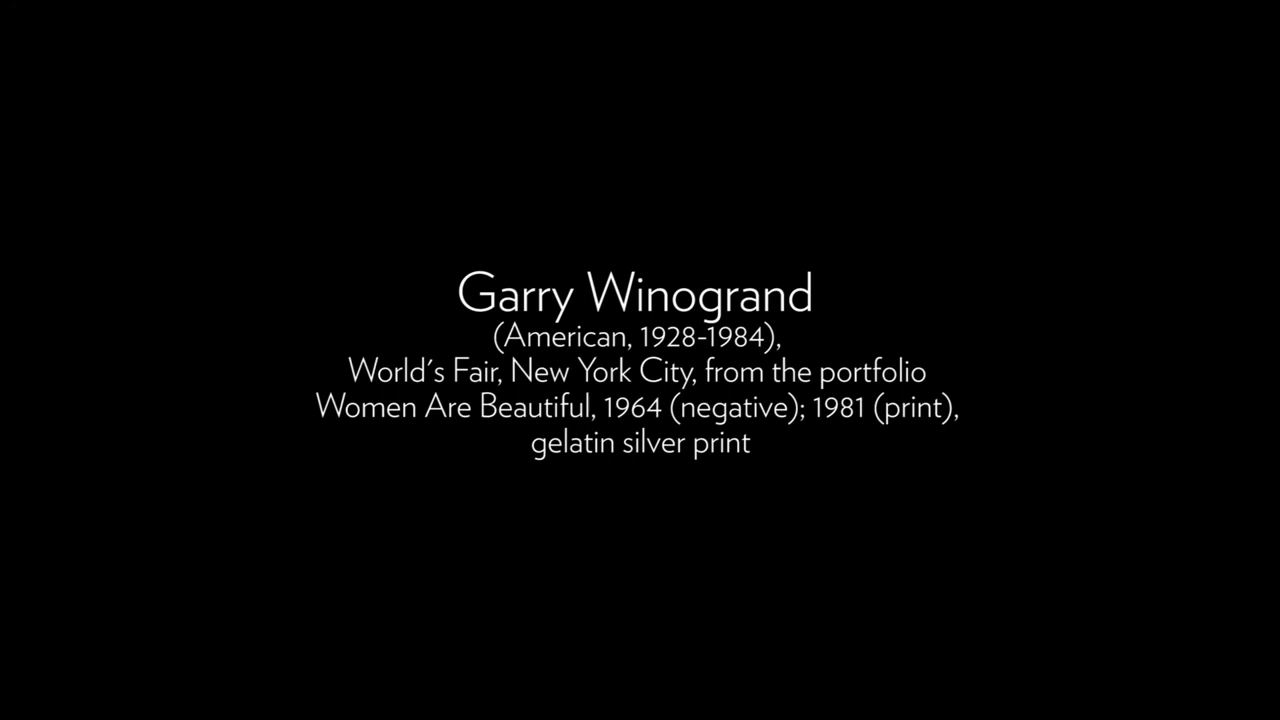 Garry Winogrand
(American, 1928-1984),
World's Fair, New York City, from the portfolio
Women Are Beautiful, 1964 (negative); 1981 (print),
gelatin silver print